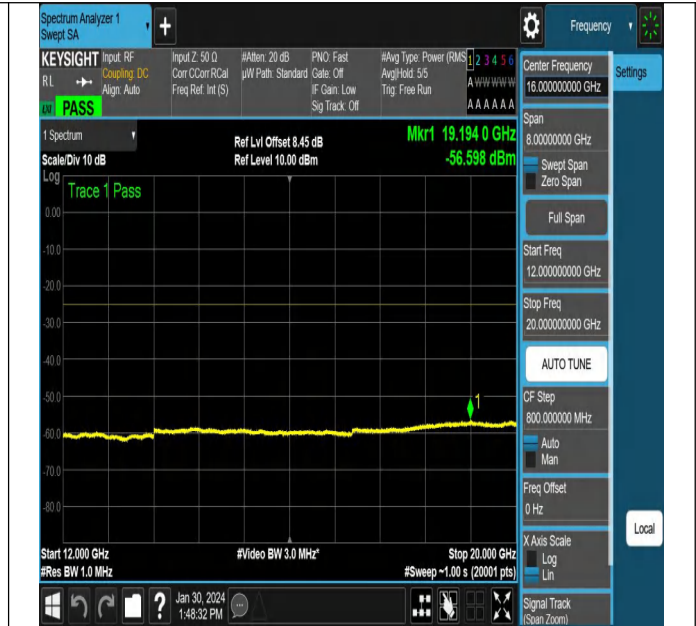 Spectrum Analyzer 1
Swept SA
Frequency
KEYSIGHT
RL
LXI
PASS
Input: RF
Coupling: DC
Align: Auto
Input Z: 50 Ω
Corr CCorr RCal
Freq Ref: Int (S)
#Atten: 20 dB
µW Path: Standard
PNO: Fast
Gate: Off
IF Gain: Low
Sig Track: Off
#Avg Type: Power (RMS
Avg|Hold: 5/5
Trig: Free Run
1 2 3 4 5 6
A W W W W W
A A A A A A
1 Spectrum
Scale/Div 10 dB
Ref Lvl Offset 8.45 dB
Ref Level 10.00 dBm
Mkr1 19.194 0 GHz
-56.598 dBm
Log
Trace 1 Pass
0.00
-10.0
-20.0
-30.0
-40.0
-50.0
-60.0
-70.0
-80.0
1
Start 12.000 GHz
#Res BW 1.0 MHz
#Video BW 3.0 MHz*
Stop 20.000 GHz
#Sweep ~1.00 s (20001 pts)
Center Frequency
16.00000000 GHz
Settings
Span
8.00000000 GHz
Swept Span
Zero Span
Full Span
Start Freq
12.000000000 GHz
Stop Freq
20.000000000 GHz
AUTO TUNE
CF Step
800.000000 MHz
Auto
Man
Freq Offset
0 Hz
X Axis Scale
Log
Lin
Local
Signal Track
(Span Zoom)
?
Jan 30, 2024
1:48:32 PM